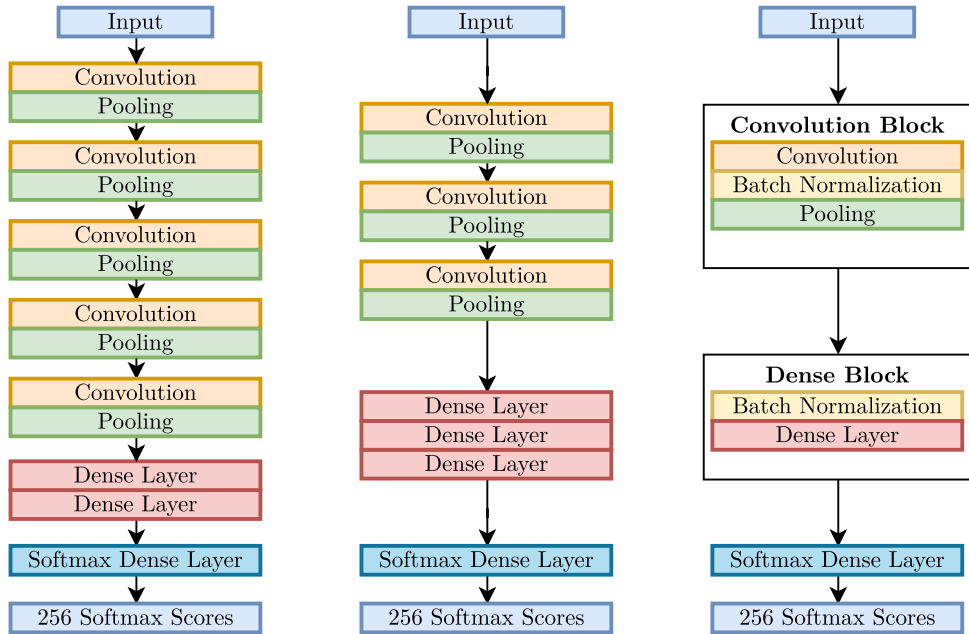 Input
Convolution
Pooling
Convolution
Pooling
Convolution
Pooling
Convolution
Pooling
Convolution
Pooling
Dense Layer
Dense Layer
Softmax Dense Layer
256 Softmax Scores
Input
Convolution
Pooling
Convolution
Pooling
Convolution
Pooling
Dense Layer
Dense Layer
Dense Layer
Softmax Dense Layer
256 Softmax Scores
Input
Convolution Block
Convolution
Batch Normalization
Pooling
Dense Block
Batch Normalization
Dense Layer
Softmax Dense Layer
256 Softmax Scores